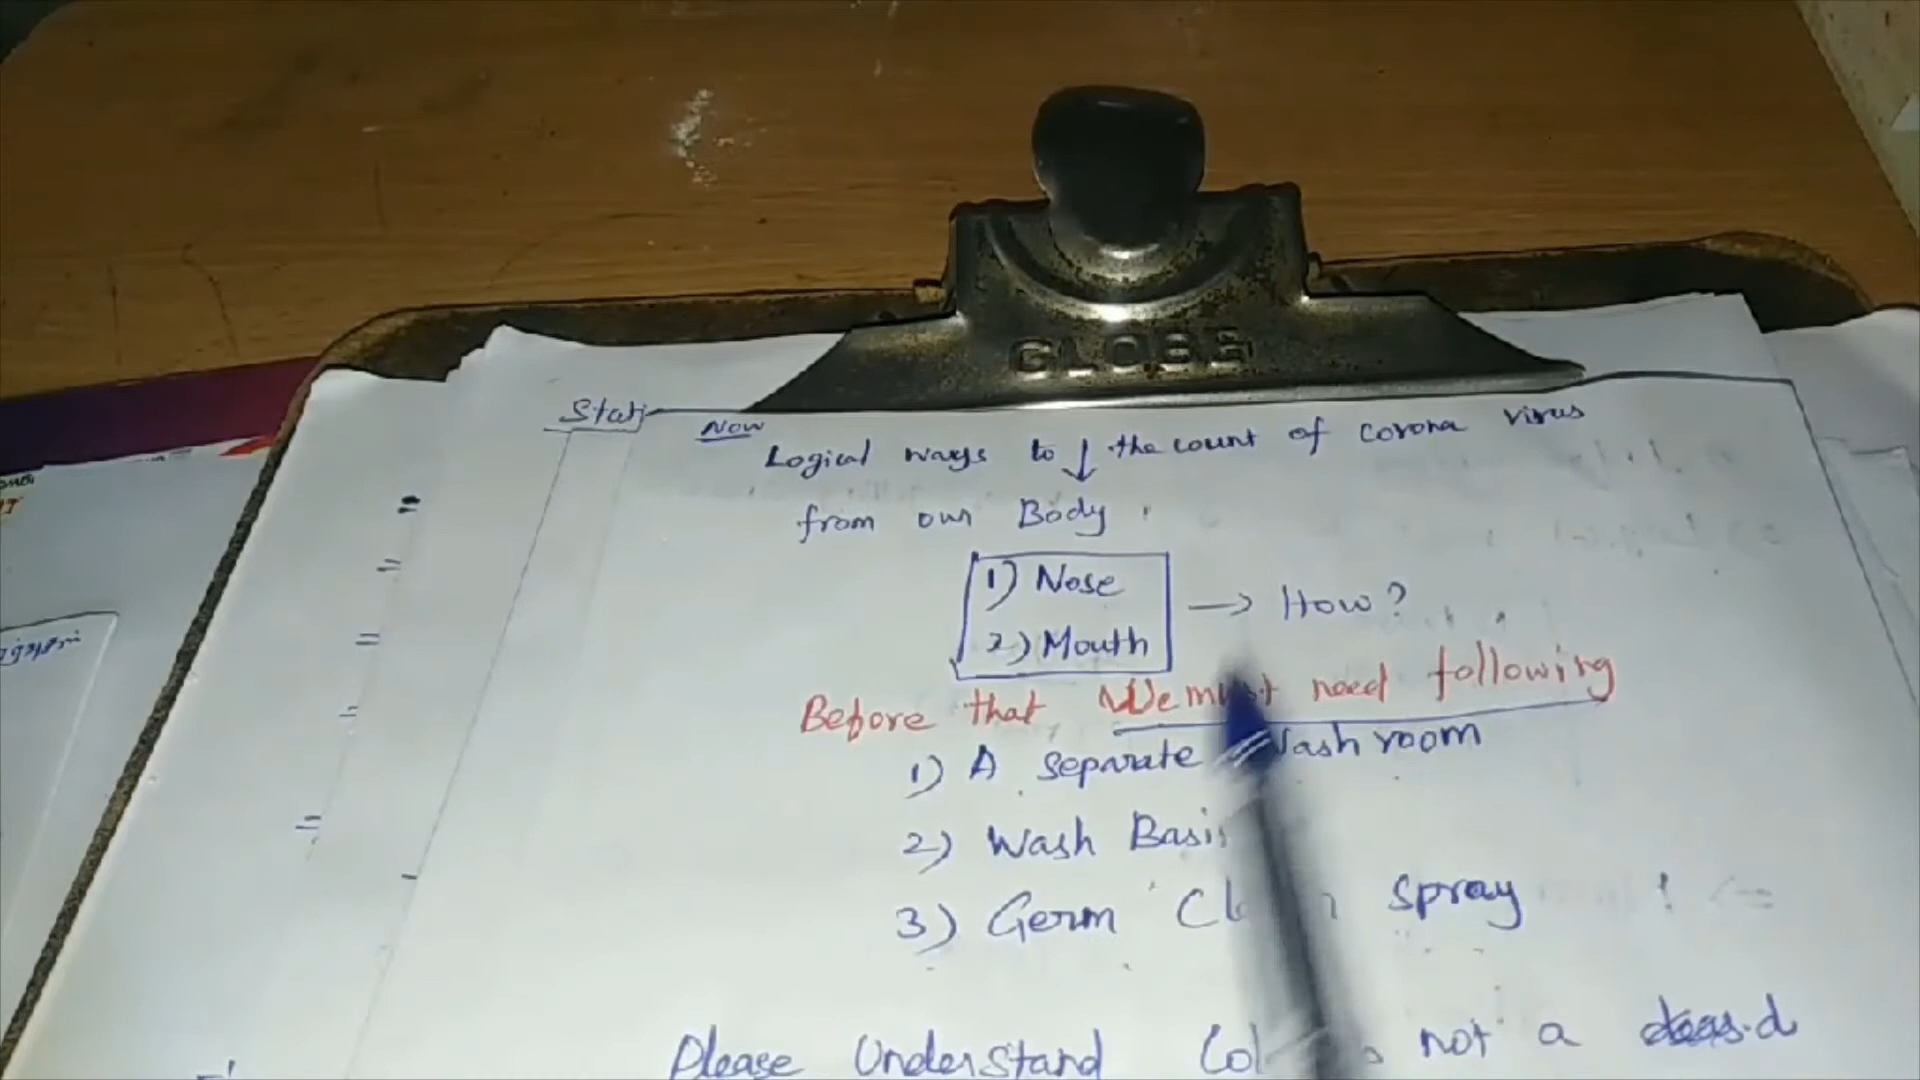 GLOBE
Now
Logical ways to ↓ the count of corona virus
from our Body
1) Nose
2) Mouth
→ How?
Before that We must need following
1) A separate Wash room
2) Wash Basin
3) Germ Clean Spray
Please Understand not a